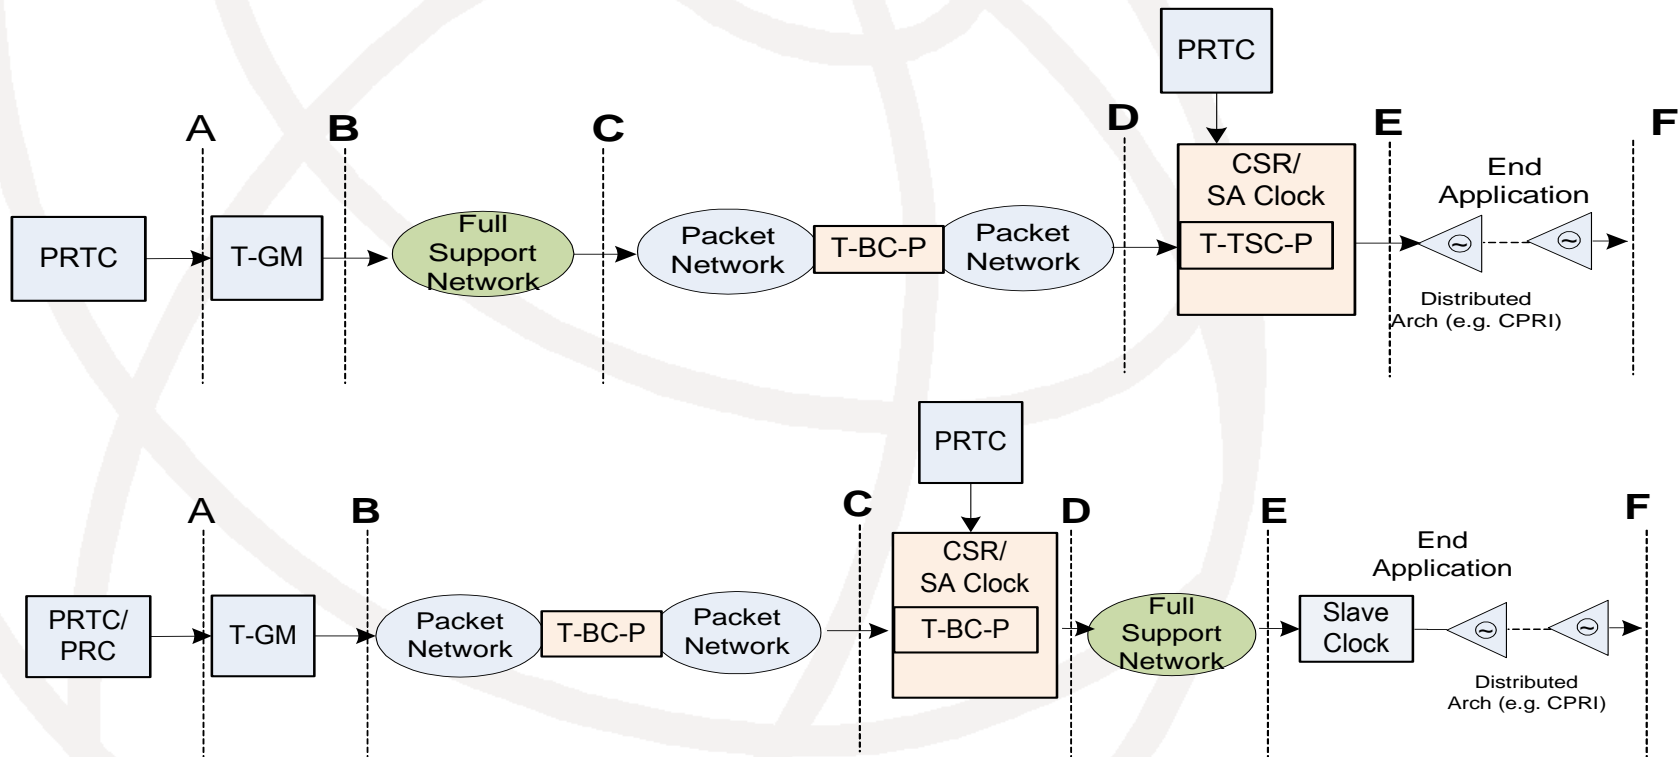 PRTC
A
B
C
D
E
F
CSR/
SA Clock
End
Application
PRTC
T-GM
Full
Support
Network
Packet
Network
T-BC-P
Packet
Network
T-TSC-P
Distributed
Arch (e.g. CPRI)
PRTC
A
B
C
D
E
F
CSR/
SA Clock
End
Application
PRTC/
PRC
T-GM
Packet
Network
T-BC-P
Packet
Network
T-BC-P
Full
Support
Network
Slave
Clock
Distributed
Arch (e.g. CPRI)